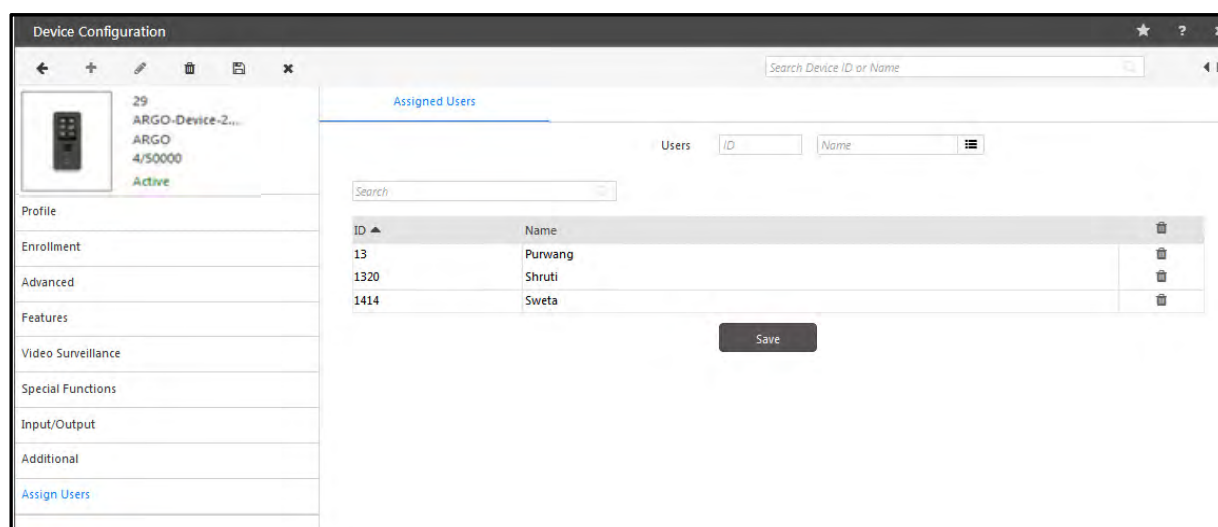 Device Configuration
?
Search Device ID or Name
29
ARGO-Device-2...
ARGO
4/50000
Active
Profile
Enrollment
Advanced
Features
Video Surveillance
Special Functions
Input/Output
Additional
Assign Users
Assigned Users
Users ID Name
Search
ID Name
13 Purwang
1320 Shruti
1414 Sweta
Save